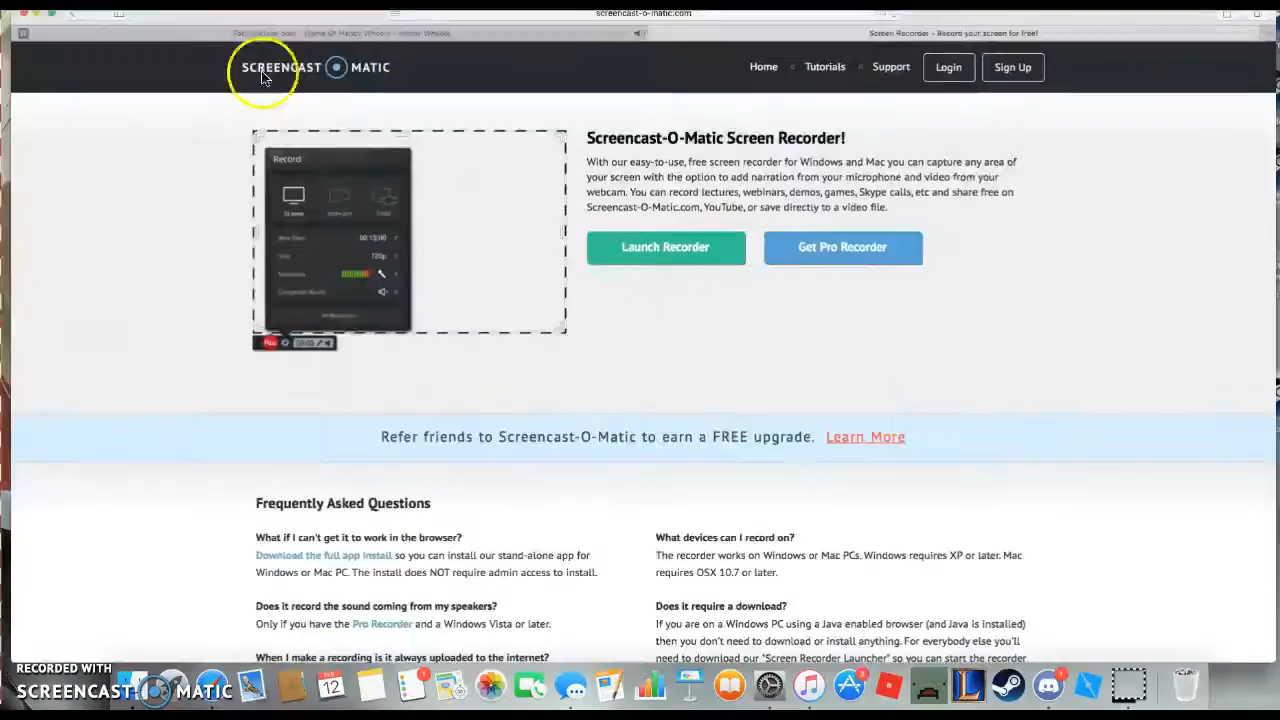 screencast-o-matic.com
Screen Recorder - Record your screen for free!
SCREENCAST MATIC
Home
Tutorials
Support
Login
Sign Up
Record
Screen
00:15:00
720p
Rec
Screencast-O-Matic Screen Recorder!
With our easy-to-use, free screen recorder for Windows and Mac you can capture any area of
your screen with the option to add narration from your microphone and video from your
webcam. You can record lectures, webinars, demos, games, Skype calls, etc and share free on
Screencast-O-Matic.com, YouTube, or save directly to a video file.
Launch Recorder
Get Pro Recorder
Refer friends to Screencast-O-Matic to earn a FREE upgrade. Learn More
Frequently Asked Questions
What if I can't get it to work in the browser?
Download the full app install so you can install our stand-alone app for
Windows or Mac PC. The install does NOT require admin access to install.
Does it record the sound coming from my speakers?
Only if you have the Pro Recorder and a Windows Vista or later.
When I make a recording is it always uploaded to the internet?
What devices can I record on?
The recorder works on Windows or Mac PCs. Windows requires XP or later. Mac
requires OSX 10.7 or later.
Does it require a download?
If you are on a Windows PC using a Java enabled browser (and Java is installed)
then you don't need to download or install anything. For everybody else you'll
need to download our "Screen Recorder Launcher" so you can start the recorder
RECORDED WITH
SCREENCAST MATIC
FEB
12
1
3
1